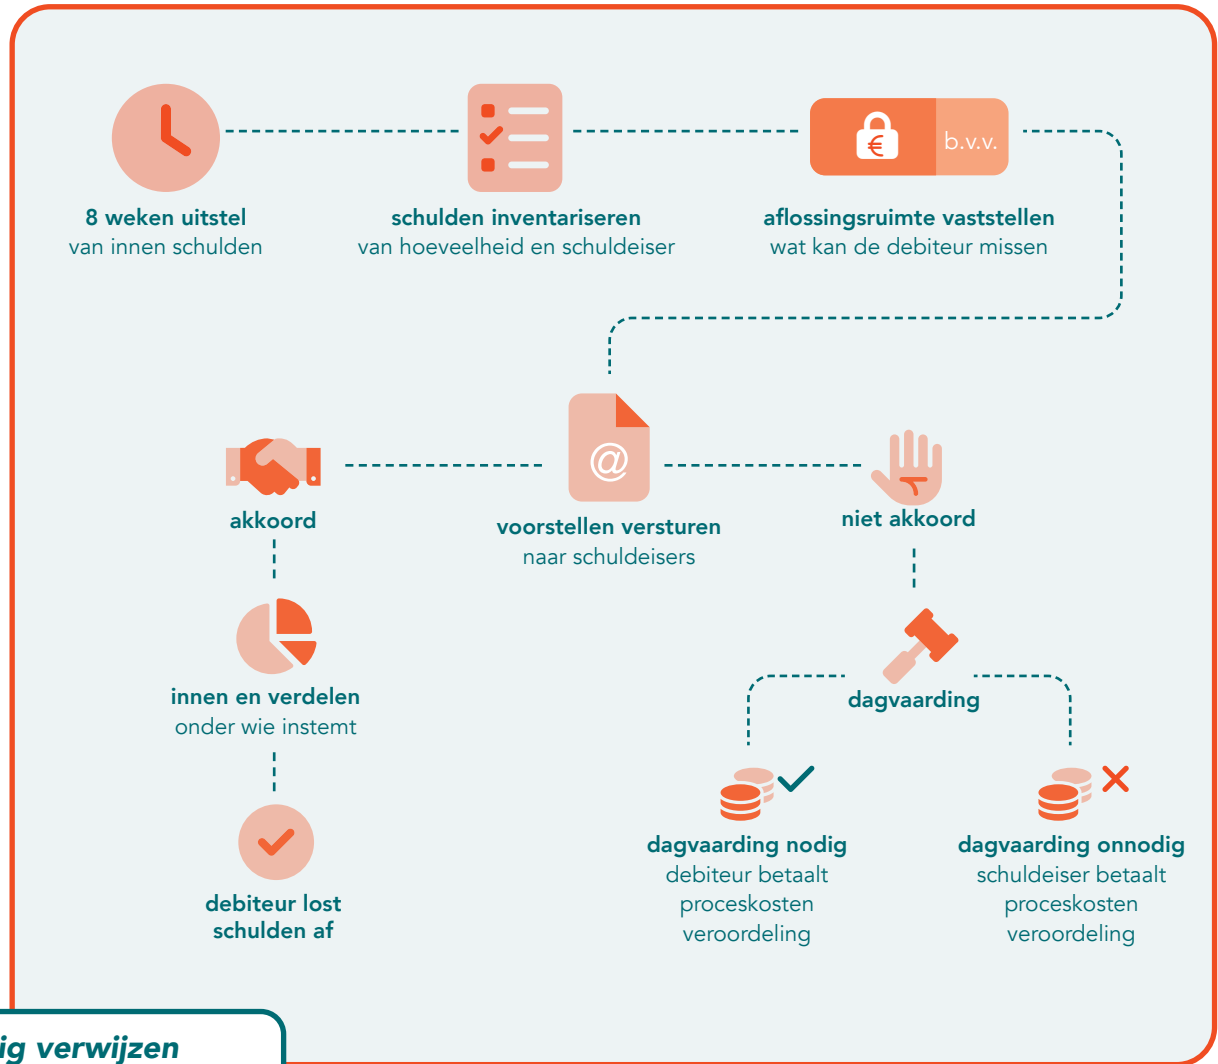 €
b.v.v.
8 weken uitstel
van innen schulden
schulden inventariseren
van hoeveelheid en schuldeiser
aflossingsruimte vaststellen
wat kan de debiteur missen
@
akkoord
voorstellen versturen
naar schuldeisers
niet akkoord
innen en verdelen
onder wie instemt
dagvaarding
debiteur lost
schulden af
dagvaarding nodig
debiteur betaalt
proceskosten
veroordeling
dagvaarding onnodig
schuldeiser betaalt
proceskosten
veroordeling
ig verwijzen